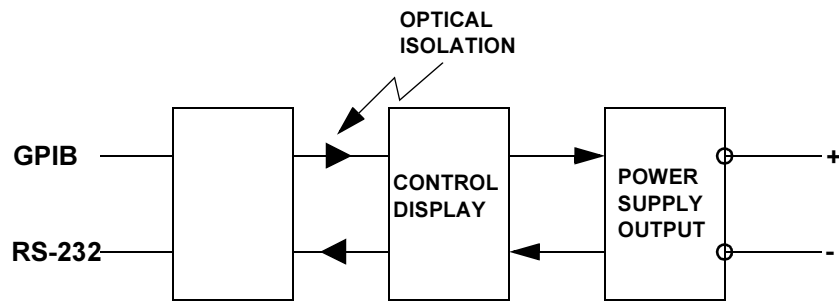 OPTICAL
ISOLATION
GPIB
RS-232
CONTROL
DISPLAY
POWER
SUPPLY
OUTPUT
+
-